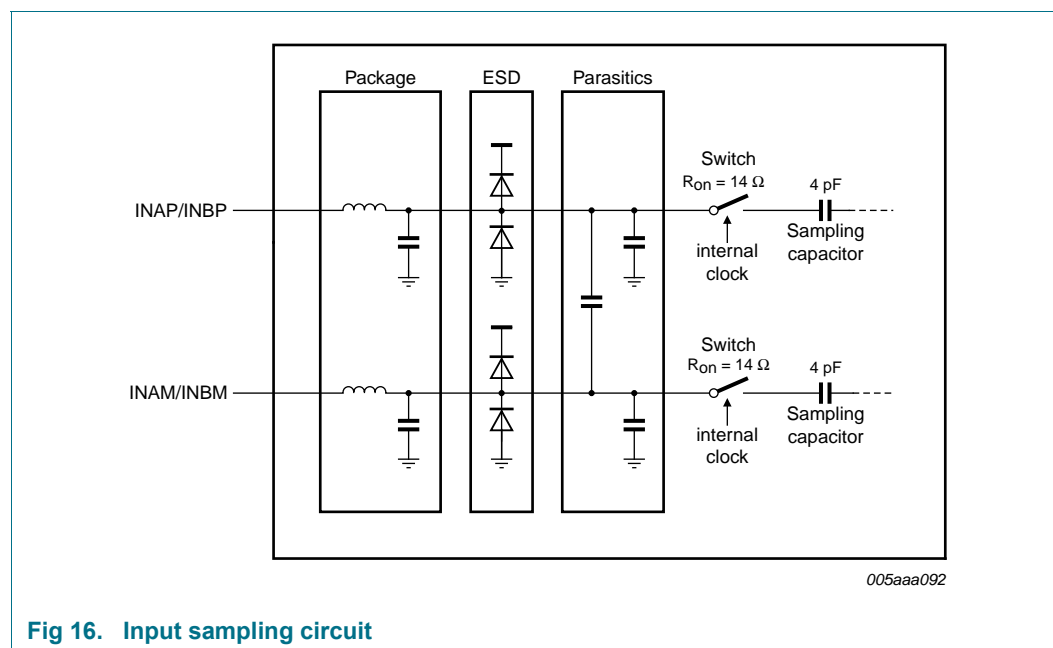 Package ESD Parasitics
Switch
Ron = 14 Ω
4 pF
INAP/INBP
internal
clock
Sampling
capacitor
Switch
Ron = 14 Ω
4 pF
INAM/INBM
internal
clock
Sampling
capacitor
005aaa092
Fig 16. Input sampling circuit